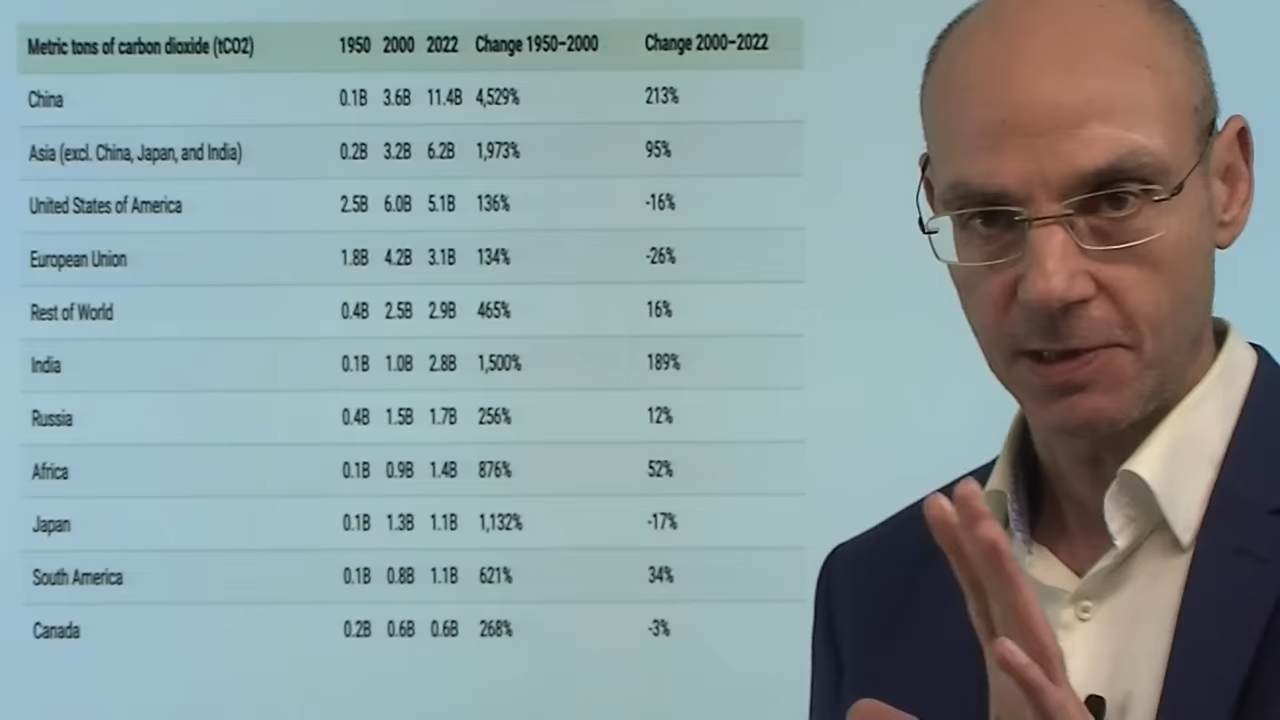 Metric tons of carbon dioxide (tCO2) 1950 2000 2022 Change 1950–2000 Change 2000–2022
China 0.1B 3.6B 11.4B 4,529% 213%
Asia (excl. China, Japan, and India) 0.2B 3.2B 6.2B 1,973% 95%
United States of America 2.5B 6.0B 5.1B 136% -16%
European Union 1.8B 4.2B 3.1B 134% -26%
Rest of World 0.4B 2.5B 2.9B 465% 16%
India 0.1B 1.0B 2.8B 1,500% 189%
Russia 0.4B 1.5B 1.7B 256% 12%
Africa 0.1B 0.9B 1.4B 876% 52%
Japan 0.1B 1.3B 1.1B 1,132% -17%
South America 0.1B 0.8B 1.1B 621% 34%
Canada 0.2B 0.6B 0.6B 268% -3%